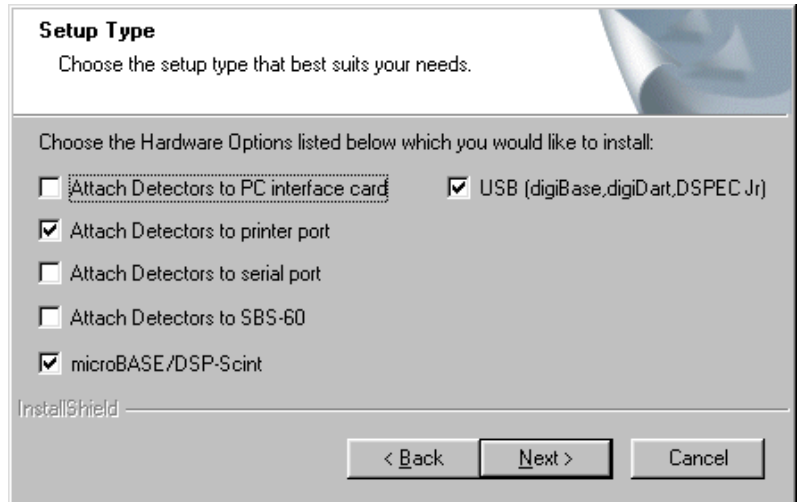 Setup Type
Choose the setup type that best suits your needs.
Choose the Hardware Options listed below which you would like to install:
Attach Detectors to PC interface card
USB (digiBase,digiDart,DSPEC Jr)
Attach Detectors to printer port
Attach Detectors to serial port
Attach Detectors to SBS-60
microBASE/DSP-Scint
InstallShield
< Back
Next >
Cancel